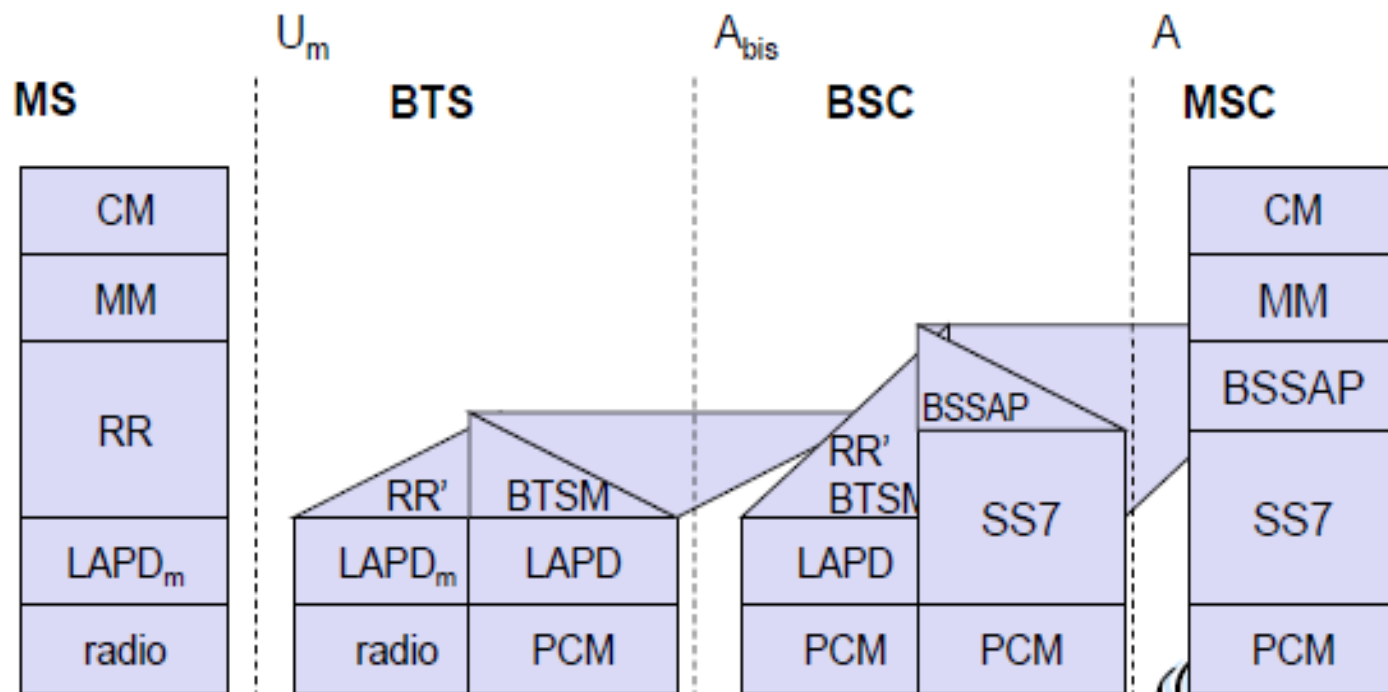 Um
Abis
A
MS
BTS
BSC
MSC
CM
MM
RR
LAPDm
radio
RR'
BTSM
LAPDm
LAPD
radio
PCM
RR'
BTSM
BSSAP
LAPD
SS7
PCM
PCM
CM
MM
BSSAP
SS7
PCM